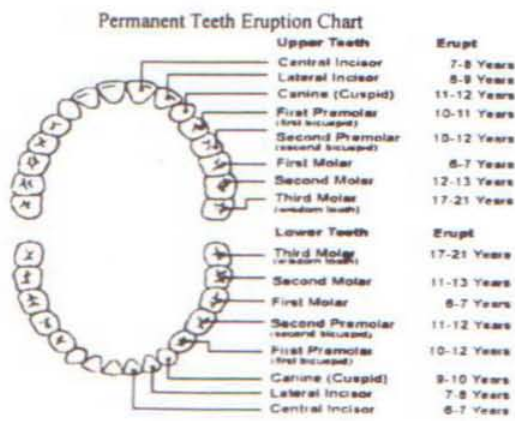 Permanent Teeth Eruption Chart
Upper Teeth Erupt
Central Incisor 7-8 Years
Lateral Incisor 8-9 Years
Canine (Cuspid) 11-12 Years
First Premolar 10-11 Years
(first bicuspid)
Second Premolar 10-12 Years
(second bicuspid)
First Molar 6-7 Years
Second Molar 12-13 Years
Third Molar 17-21 Years
(wisdom teeth)
Lower Teeth Erupt
Third Molar 17-21 Years
(wisdom teeth)
Second Molar 11-13 Years
First Molar 6-7 Years
Second Premolar 11-12 Years
(second bicuspid)
First Premolar 10-12 Years
(first bicuspid)
Canine (Cuspid) 9-10 Years
Lateral Incisor 7-8 Years
Central Incisor 6-7 Years